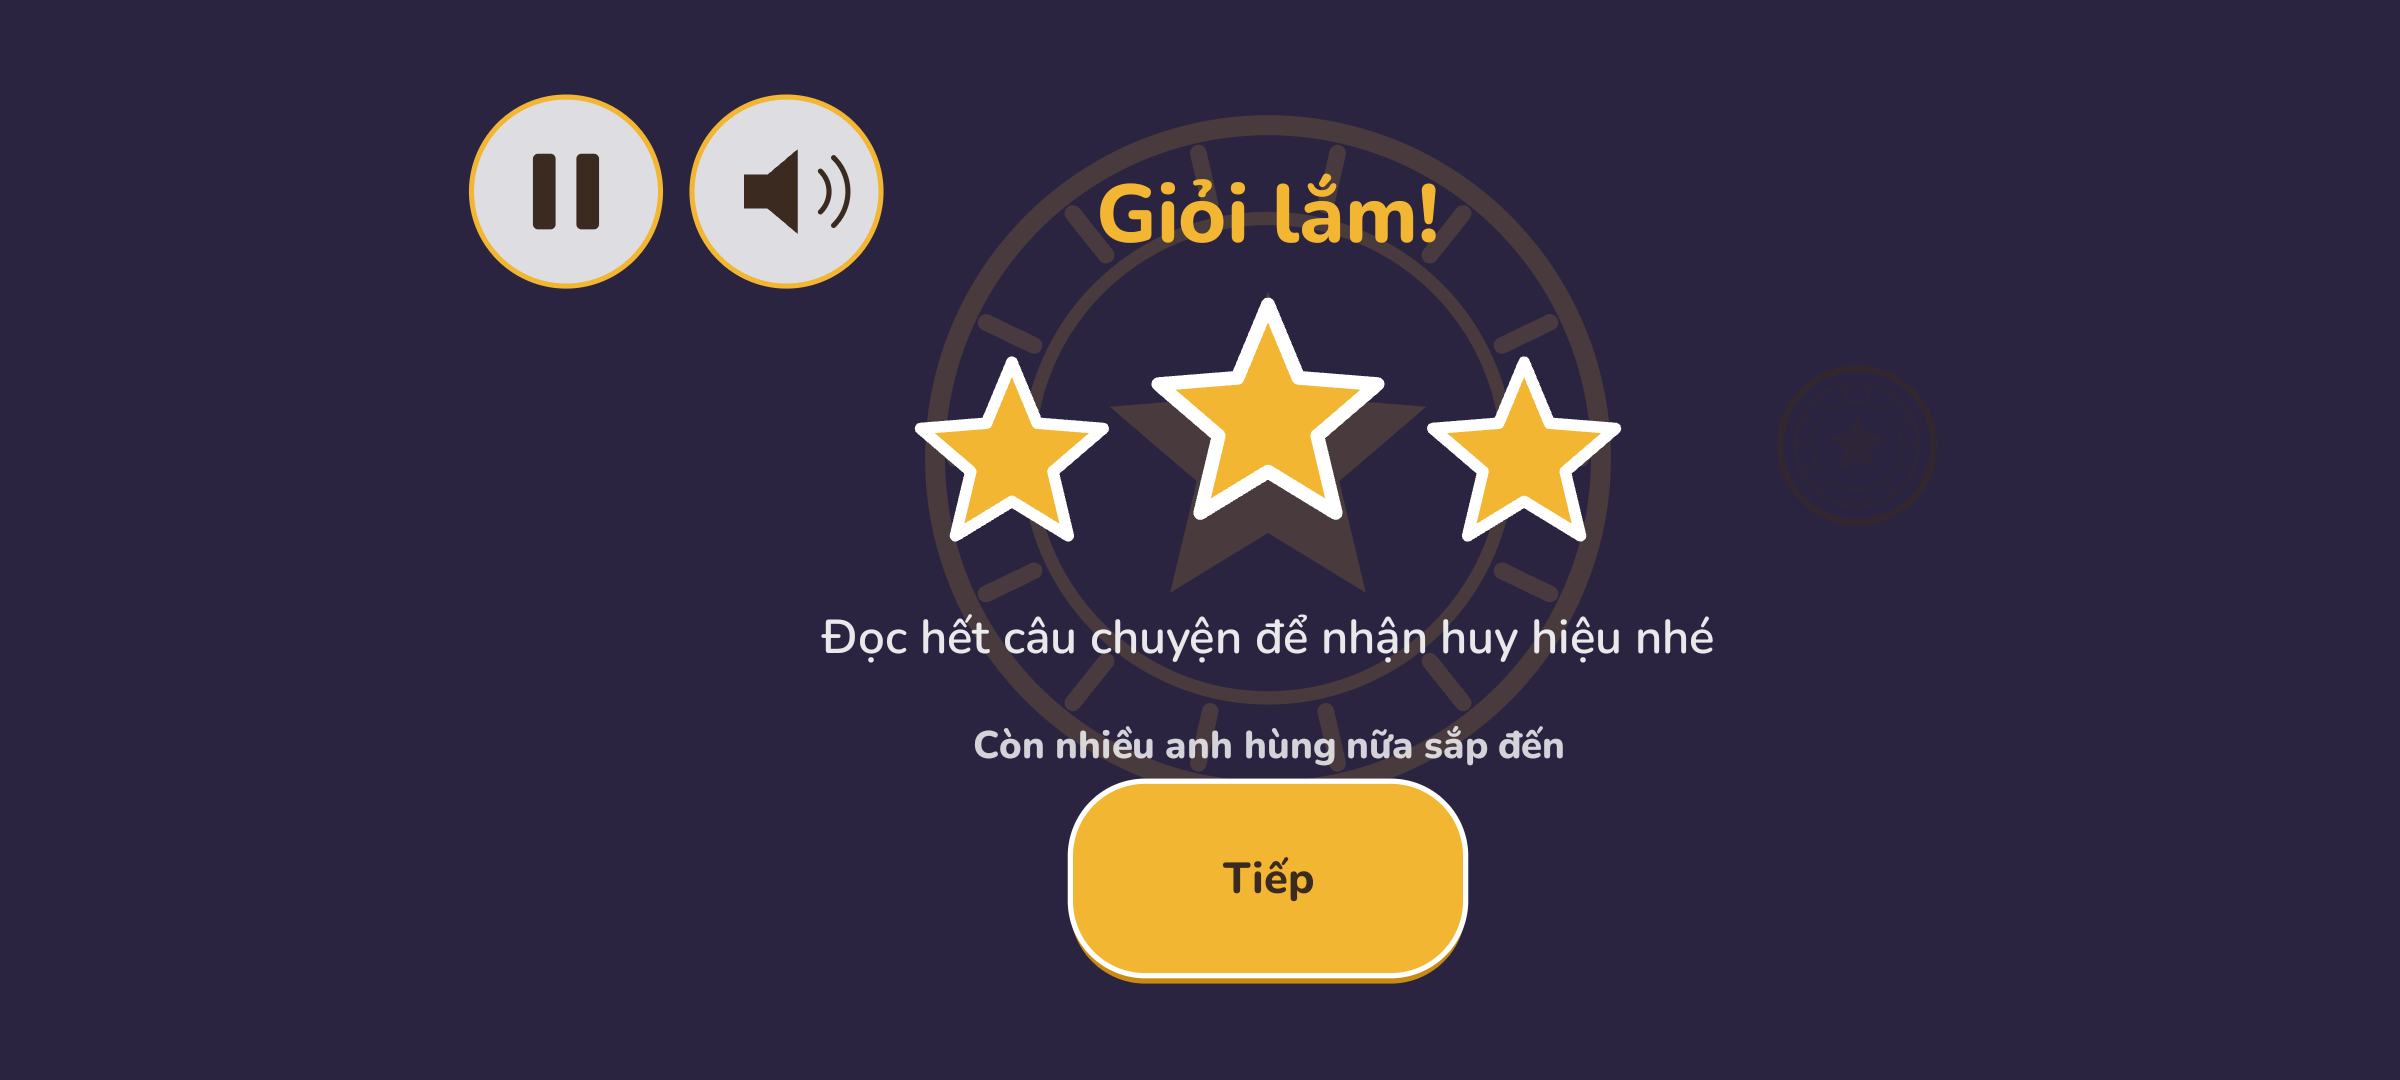 Giỏi lắm!
Đọc hết câu chuyện để nhận huy hiệu nhé
Còn nhiều anh hùng nữa sắp đến
Tiếp